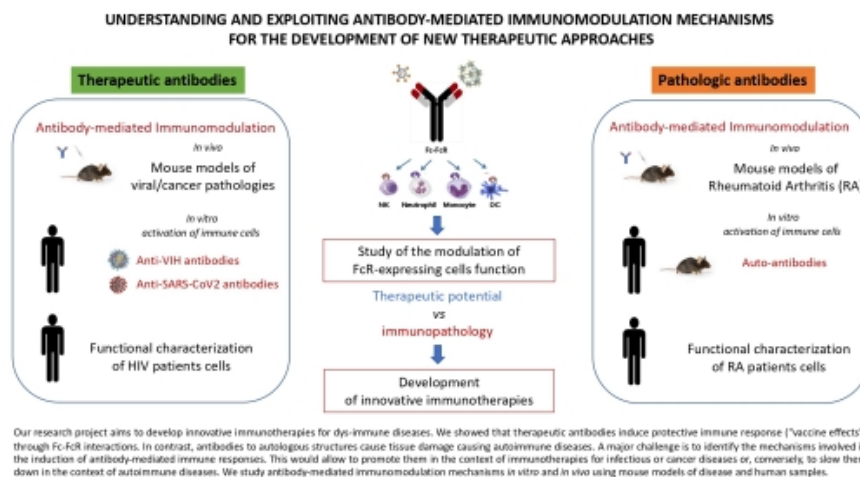 UNDERSTANDING AND EXPLOITING ANTIBODY-MEDIATED IMMUNOMODULATION MECHANISMS
FOR THE DEVELOPMENT OF NEW THERAPEUTIC APPROACHES
Therapeutic antibodies
Antibody-mediated Immunomodulation
In vivo
Mouse models of
viral/cancer pathologies
In vitro
activation of immune cells
Anti-VIH antibodies
Anti-SARS-CoV2 antibodies
Functional characterization
of HIV patients cells
Fc-FcR
NK Neutrophil Monocyte DC
Study of the modulation of
FcR-expressing cells function
Therapeutic potential
vs
immunopathology
Development
of innovative immunotherapies
Pathologic antibodies
Antibody-mediated Immunomodulation
In vivo
Mouse models of
Rheumatoid Arthritis (RA)
In vitro
activation of immune cells
Auto-antibodies
Functional characterization
of RA patients cells
Our research project aims to develop innovative immunotherapies for dys-immune diseases. We showed that therapeutic antibodies induce protective immune response ("vaccine effects"
through Fc-FcR interactions. In contrast, antibodies to autologous structures cause tissue damage causing autoimmune diseases. A major challenge is to identify the mechanisms involved i
the induction of antibody-mediated immune responses. This would allow to promote them in the context of immunotherapies for infectious or cancer diseases or, conversely, to slow the
down in the context of autoimmune diseases. We study antibody-mediated immunomodulation mechanisms in vitro and in vivo using mouse models of disease and human samples.